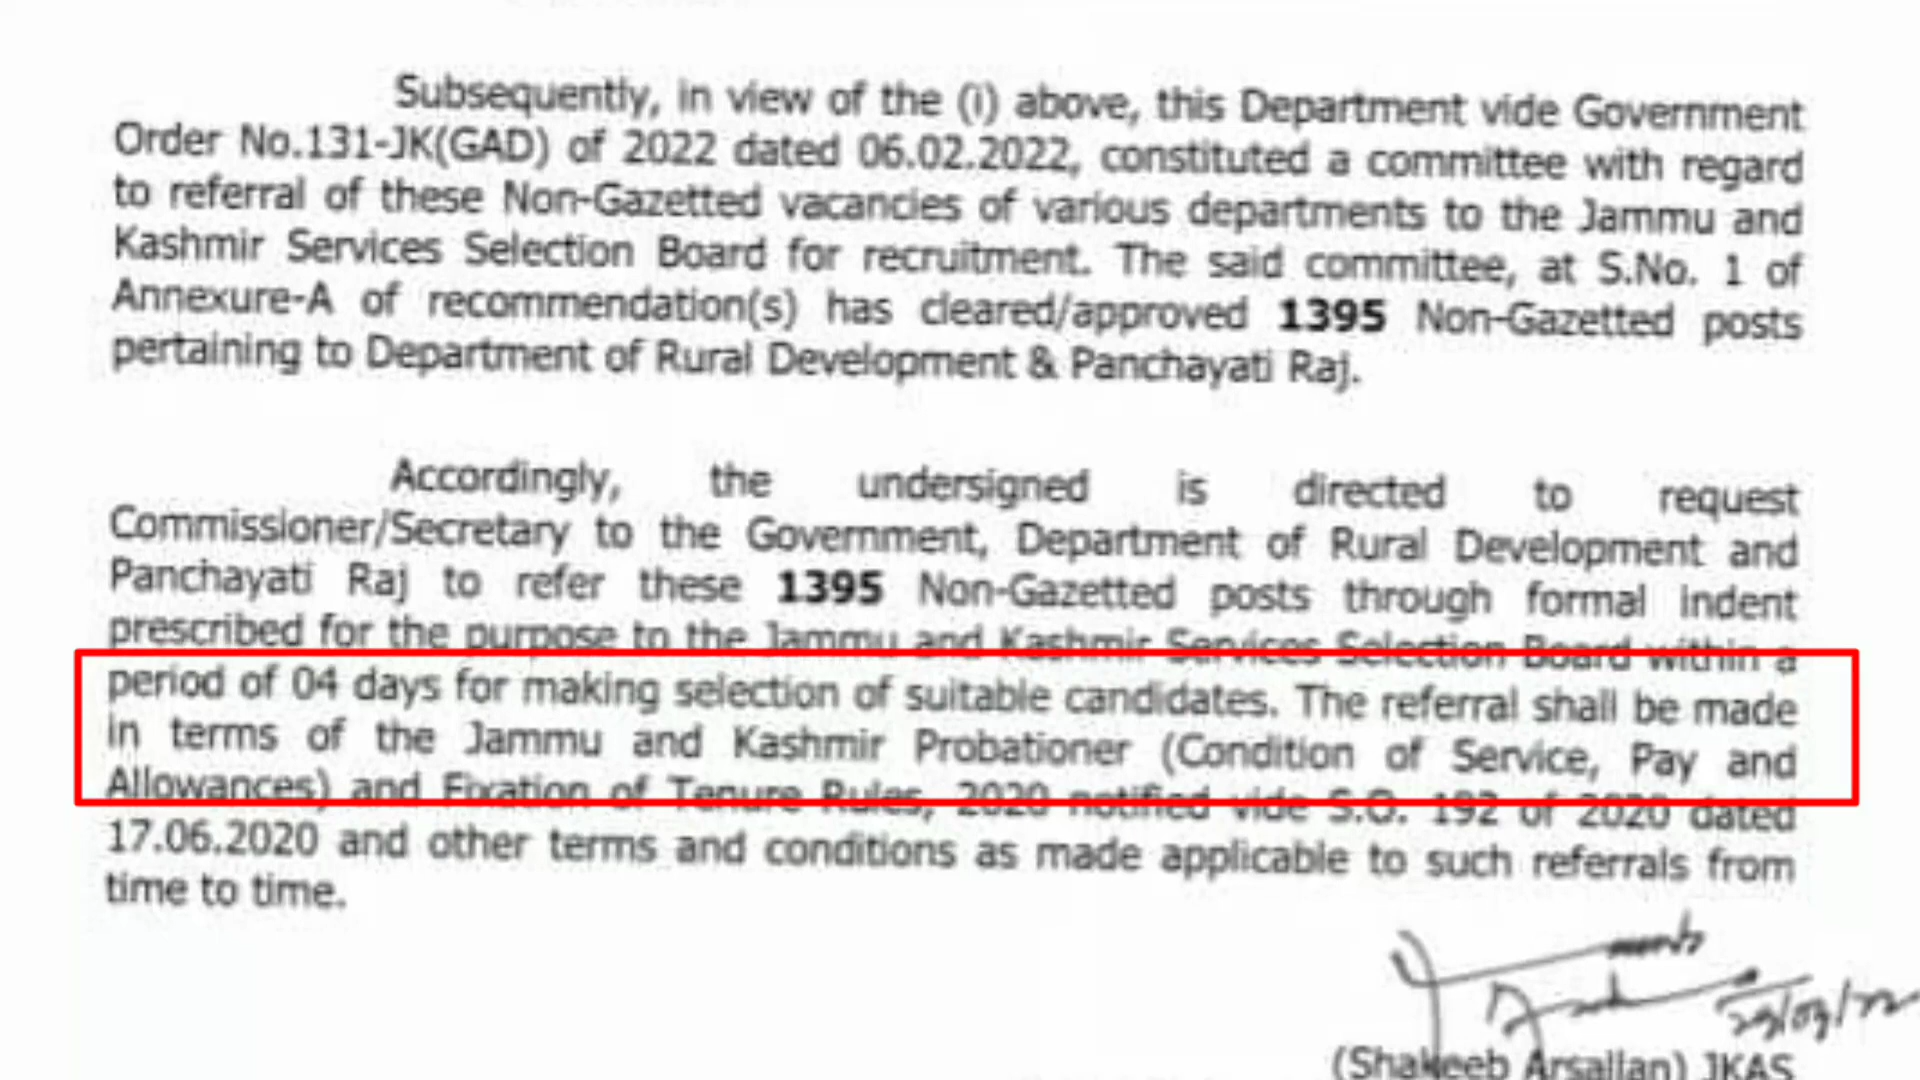 Subsequently, in view of the (i) above, this Department vide Government
Order No.131-JK(GAD) of 2022 dated 06.02.2022, constituted a committee with regard
to referral of these Non-Gazetted vacancies of various departments to the Jammu and
Kashmir Services Selection Board for recruitment. The said committee, at S.No. 1 of
Annexure-A of recommendation(s) has cleared/approved 1395 Non-Gazetted posts
pertaining to Department of Rural Development & Panchayati Raj.
Accordingly, the undersigned is directed to request
Commissioner/Secretary to the Government, Department of Rural Development and
Panchayati Raj to refer these 1395 Non-Gazetted posts through formal indent
prescribed for the purpose to the Jammu and Kashmir Services Selection Board within a
period of 04 days for making selection of suitable candidates. The referral shall be made
in terms of the Jammu and Kashmir Probationer (Condition of Service, Pay and
Allowances) and Fixation of Tenure Rules, 2020 notified vide S.O. 192 of 2020 dated
17.06.2020 and other terms and conditions as made applicable to such referrals from
time to time.
(Shakeeb Arsallan) JKAS